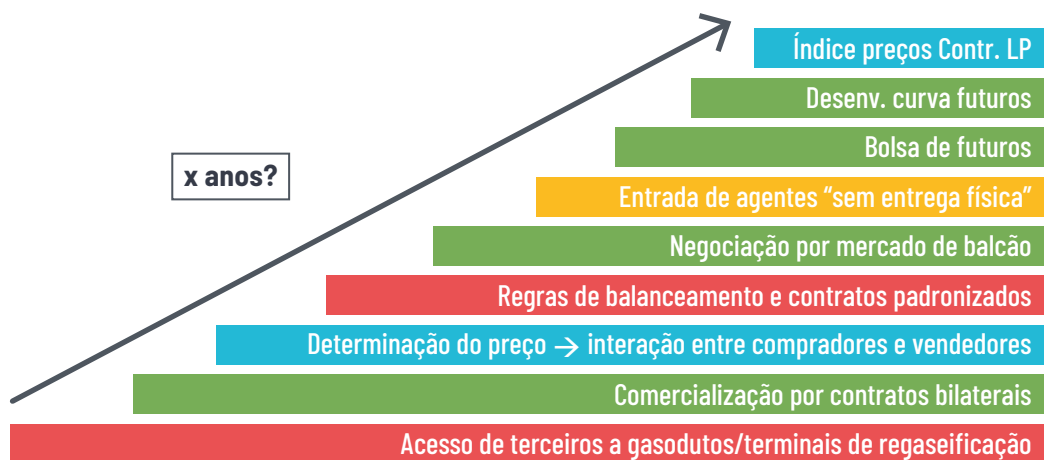 Índice preços Contr. LP
Desenv. curva futuros
Bolsa de futuros
x anos?
Entrada de agentes “sem entrega física”
Negociação por mercado de balcão
Regras de balanceamento e contratos padronizados
Determinação do preço → interação entre compradores e vendedores
Comercialização por contratos bilaterais
Acesso de terceiros a gasodutos/terminais de regaseificação